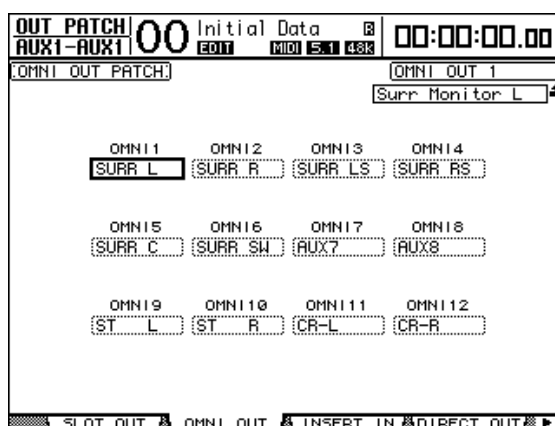 OUT PATCH
AUX1-AUX1
00
Initial Data
EDIT MIDI 5.1 48K
00:00:00.00
OMNI OUT PATCH
OMNI OUT 1
Surr Monitor L
OMNI1 OMNI2 OMNI3 OMNI4
SURR L SURR R SURR LS SURR RS
OMNI5 OMNI6 OMNI7 OMNI8
SURR C SURR SW AUX7 AUX8
OMNI9 OMNI10 OMNI11 OMNI12
ST L ST R CR-L CR-R
SLOT OUT OMNI OUT INSERT IN DIRECT OUT